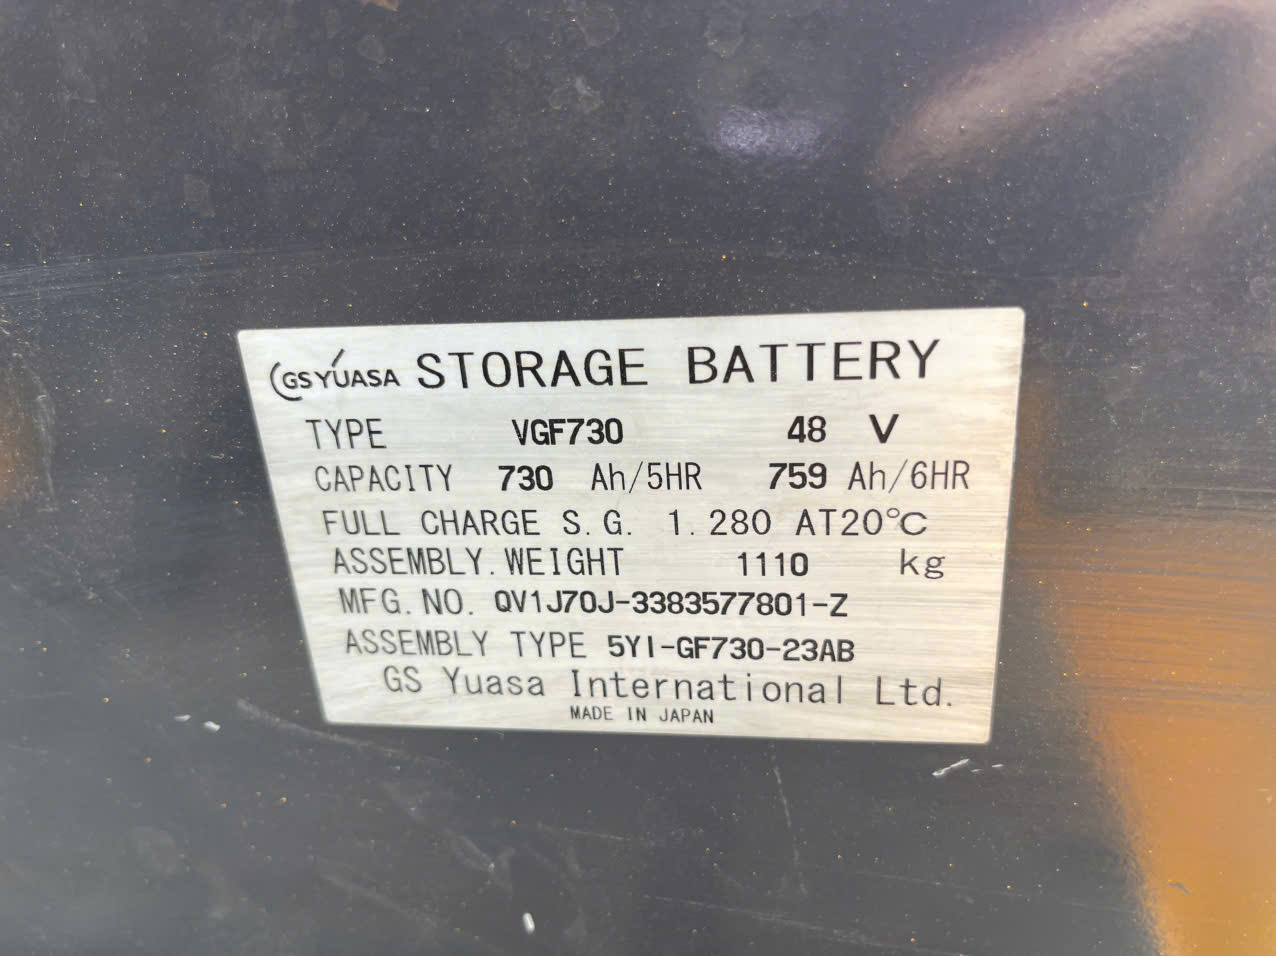 GS YUASA STORAGE BATTERY
TYPE VGF730 48 V
CAPACITY 730 Ah/5HR 759 Ah/6HR
FULL CHARGE S.G. 1.280 AT20℃
ASSEMBLY.WEIGHT 1110 kg
MFG.NO. QV1J70J-3383577801-Z
ASSEMBLY TYPE 5YI-GF730-23AB
GS Yuasa International Ltd.
MADE IN JAPAN